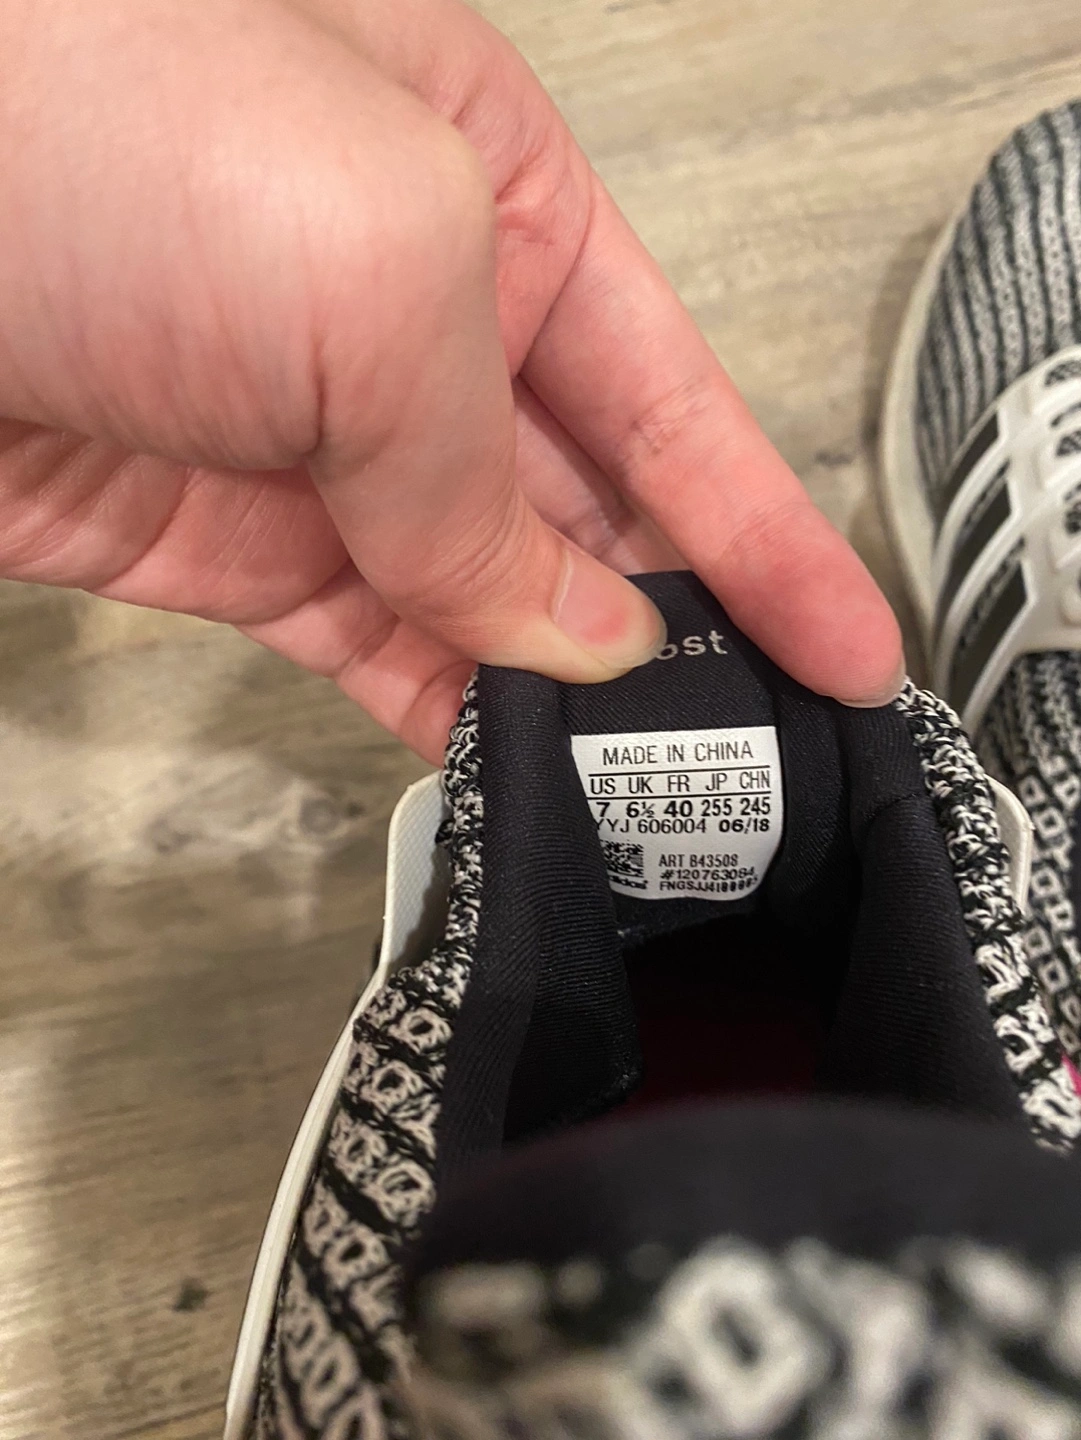 ost
MADE IN CHINA
US UK FR JP CHN
7 6½ 40 255 245
YYJ 606004 06/18
ART B43508
#120763084
adidas